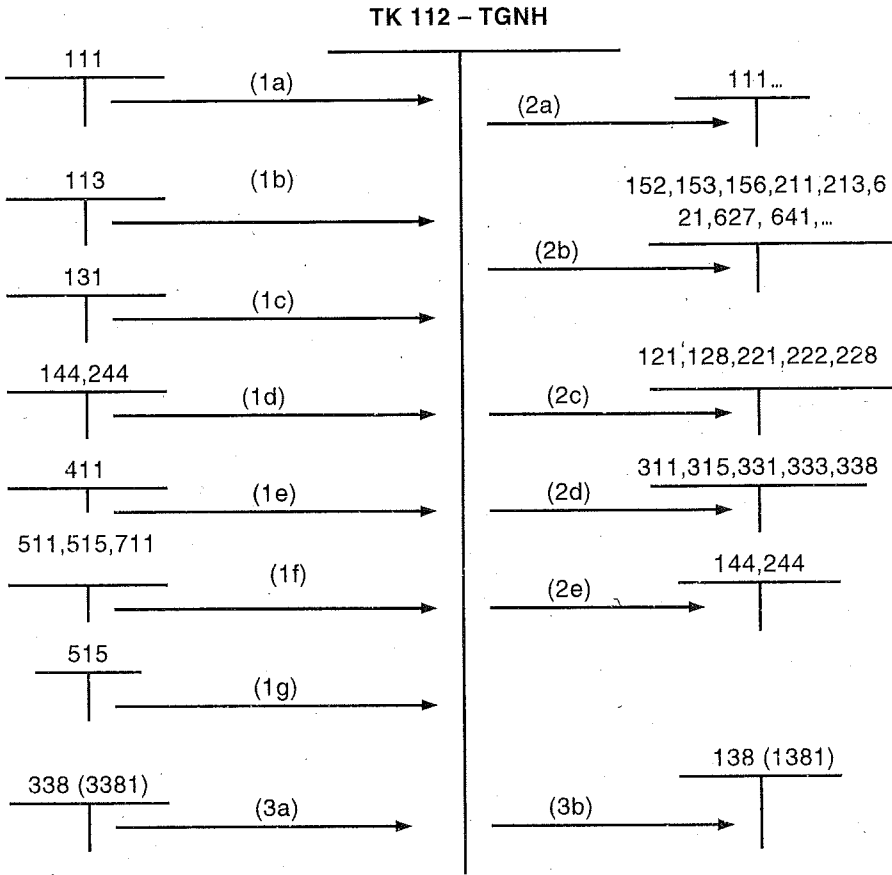 TK 112 – TGNH
111
(1a)
111...
(2a)
113
(1b)
152,153,156,211,213,6
21,627, 641,...
(2b)
131
(1c)
121,128,221,222,228
144,244
(1d)
(2c)
411
(1e)
311,315,331,333,338
(2d)
511,515,711
(1f)
144,244
(2e)
515
(1g)
338 (3381)
(3a)
138 (1381)
(3b)